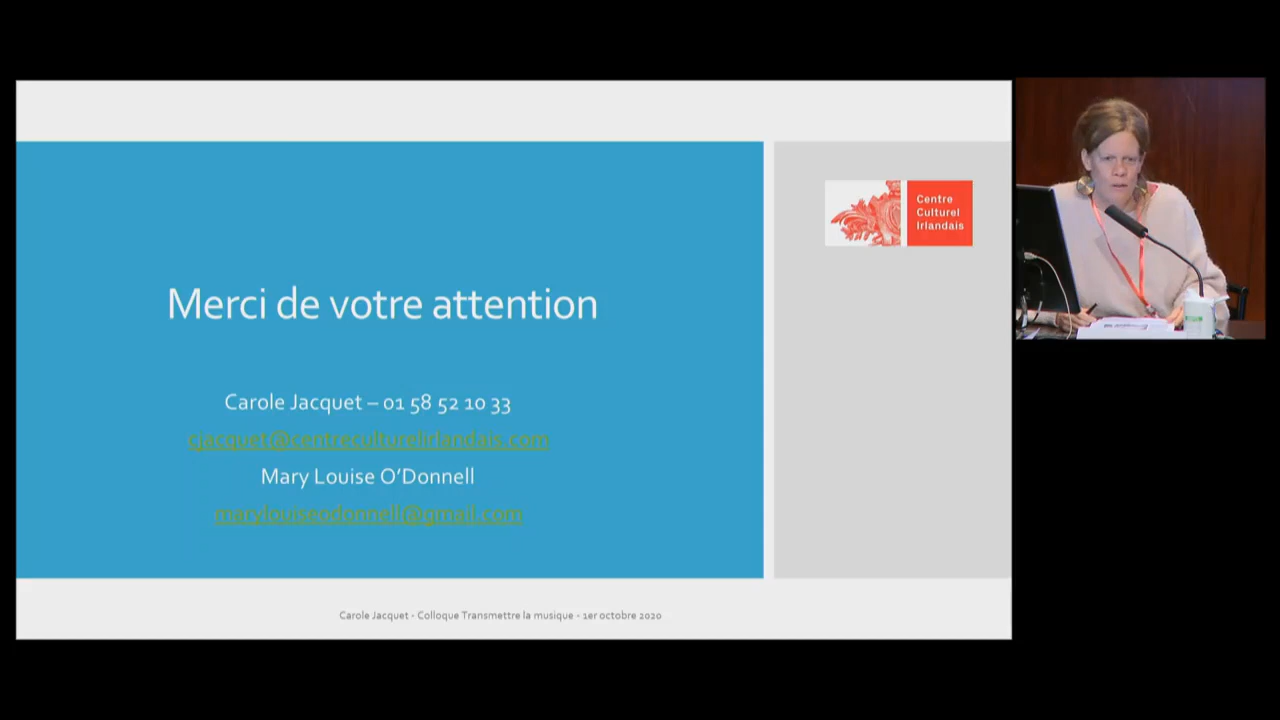 Merci de votre attention
Carole Jacquet – 01 58 52 10 33
cjacquet@centreculturelirlandais.com
Mary Louise O’Donnell
marylouiseodonnell@gmail.com
Centre
Culturel
Irlandais
Carole Jacquet - Colloque Transmettre la musique - 1er octobre 2020